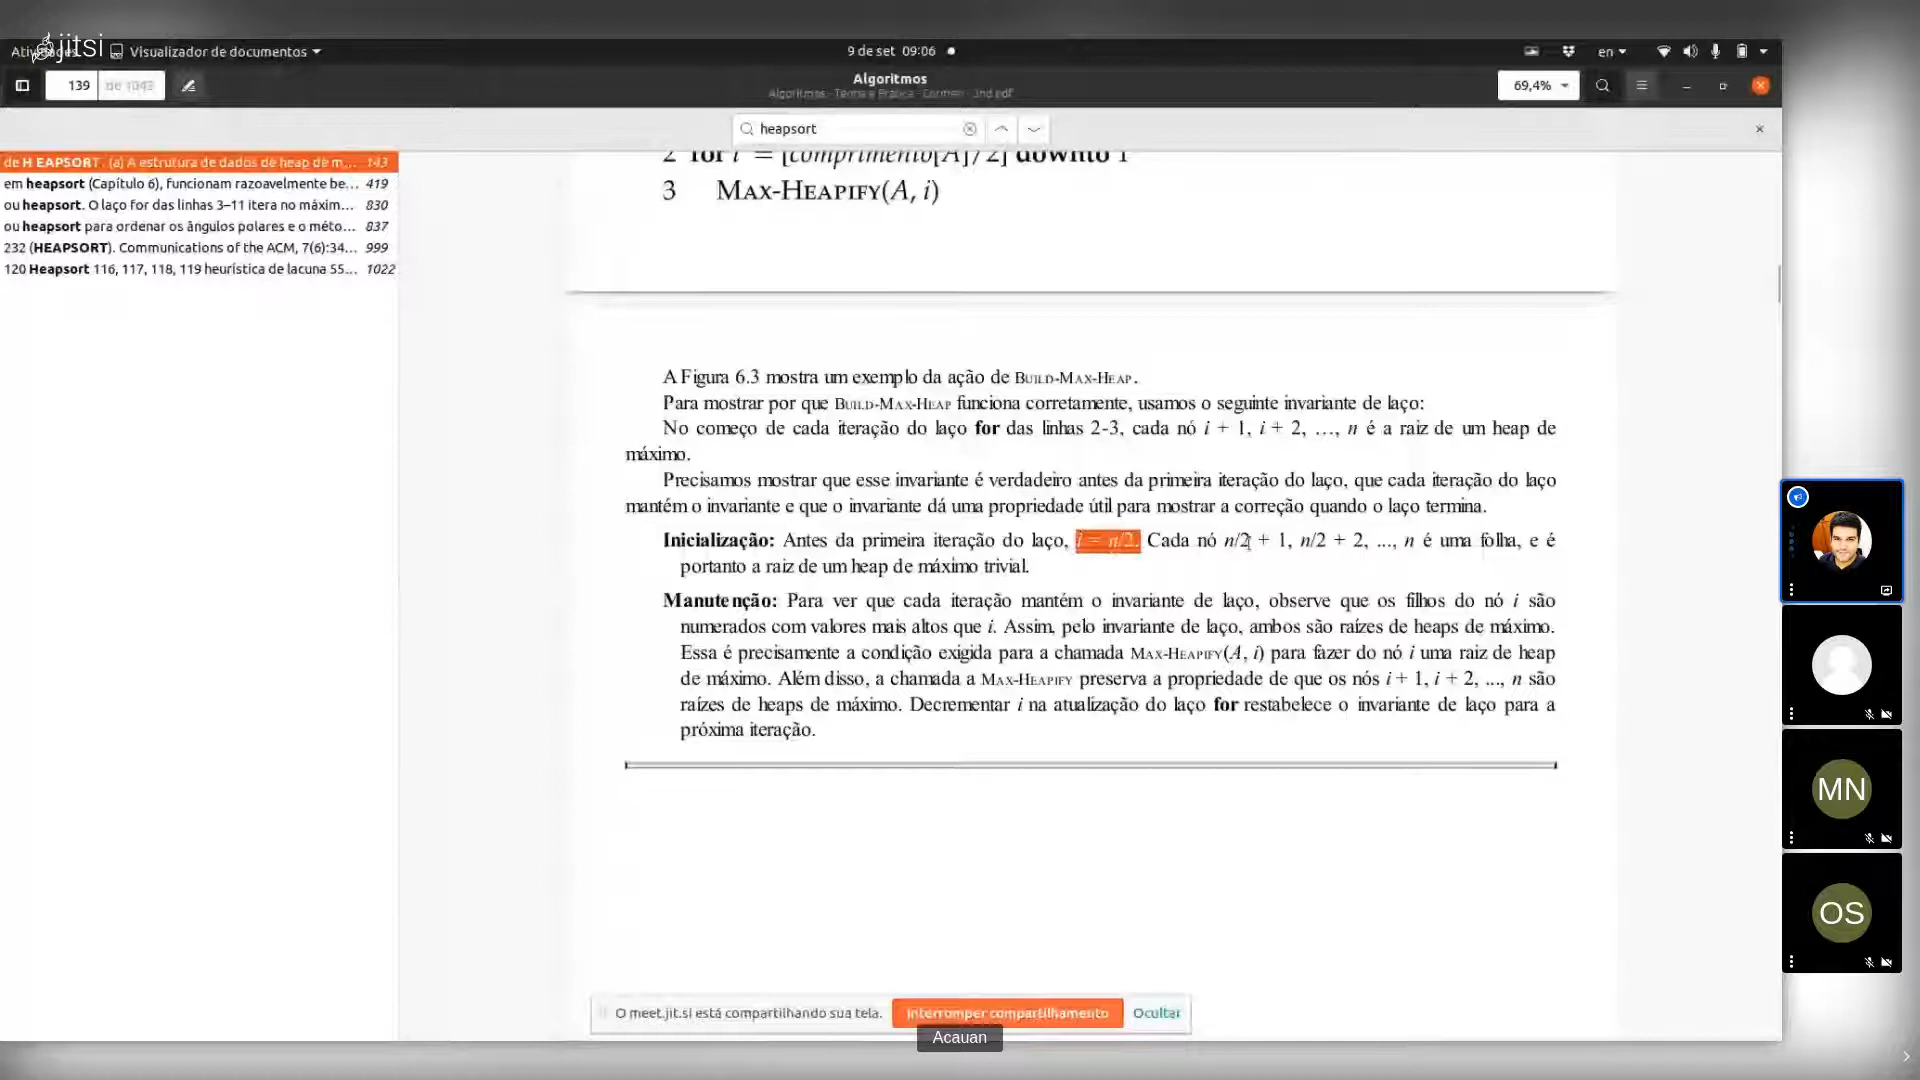 jitsi
Visualizador de documentos
9 de set 09:06
en
139 de 1043
Algoritmos
Algoritmos - Teoria e Prática - Cormen - 3nd.pdf
69,4%
heapsort
de HEAPSORT. (a) A estrutura de dados de heap de m... 143
em heapsort (Capítulo 6), funcionam razoavelmente be... 419
ou heapsort. O laço for das linhas 3–11 itera no máxim... 830
ou heapsort para ordenar os ângulos polares e o méto... 837
232 (HEAPSORT). Communications of the ACM, 7(6):34... 999
120 Heapsort 116, 117, 118, 119 heurística de lacuna 55... 1022
2 for i = [comprimento[A]/2] downto 1
3 MAX-HEAPIFY(A, i)
A Figura 6.3 mostra um exemplo da ação de BUILD-MAX-HEAP.
Para mostrar por que BUILD-MAX-HEAP funciona corretamente, usamos o seguinte invariante de laço:
No começo de cada iteração do laço for das linhas 2-3, cada nó i + 1, i + 2, …, n é a raiz de um heap de
máximo.
Precisamos mostrar que esse invariante é verdadeiro antes da primeira iteração do laço, que cada iteração do laço
mantém o invariante e que o invariante dá uma propriedade útil para mostrar a correção quando o laço termina.
Inicialização: Antes da primeira iteração do laço, i = n/2. Cada nó n/2 + 1, n/2 + 2, ..., n é uma folha, e é
portanto a raiz de um heap de máximo trivial.
Manutenção: Para ver que cada iteração mantém o invariante de laço, observe que os filhos do nó i são
numerados com valores mais altos que i. Assim, pelo invariante de laço, ambos são raízes de heaps de máximo.
Essa é precisamente a condição exigida para a chamada MAX-HEAPIFY(A, i) para fazer do nó i uma raiz de heap
de máximo. Além disso, a chamada a MAX-HEAPIFY preserva a propriedade de que os nós i + 1, i + 2, ..., n são
raízes de heaps de máximo. Decrementar i na atualização do laço for restabelece o invariante de laço para a
próxima iteração.
MN
OS
O meet.jit.si está compartilhando sua tela.
Interromper compartilhamento
Ocultar
Acauan